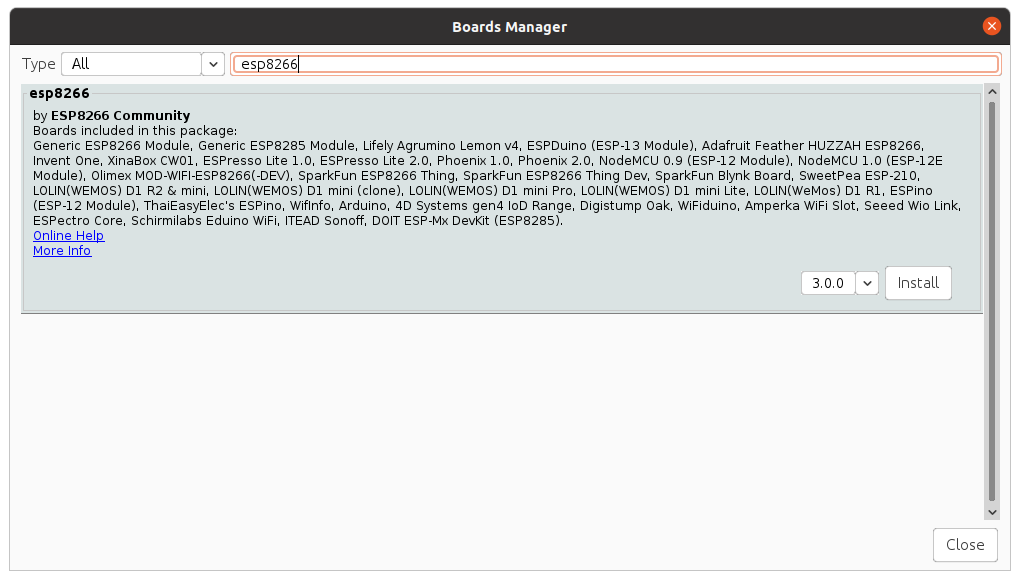 Boards Manager
Type All esp8266
esp8266
by ESP8266 Community
Boards included in this package:
Generic ESP8266 Module, Generic ESP8285 Module, Lifely Agrumino Lemon v4, ESPDuino (ESP-13 Module), Adafruit Feather HUZZAH ESP8266,
Invent One, XinaBox CW01, ESPresso Lite 1.0, ESPresso Lite 2.0, Phoenix 1.0, Phoenix 2.0, NodeMCU 0.9 (ESP-12 Module), NodeMCU 1.0 (ESP-12E
Module), Olimex MOD-WIFI-ESP8266(-DEV), SparkFun ESP8266 Thing, SparkFun ESP8266 Thing Dev, SparkFun Blynk Board, SweetPea ESP-210,
LOLIN(WEMOS) D1 R2 & mini, LOLIN(WEMOS) D1 mini (clone), LOLIN(WEMOS) D1 mini Pro, LOLIN(WEMOS) D1 mini Lite, LOLIN(WeMos) D1 R1, ESPino
(ESP-12 Module), ThaiEasyElec's ESPino, WifInfo, Arduino, 4D Systems gen4 IoD Range, Digistump Oak, WiFiduino, Amperka WiFi Slot, Seeed Wio Link,
ESPectro Core, Schirmilabs Eduino WiFi, ITEAD Sonoff, DOIT ESP-Mx DevKit (ESP8285).
Online Help
More Info
3.0.0 Install
Close